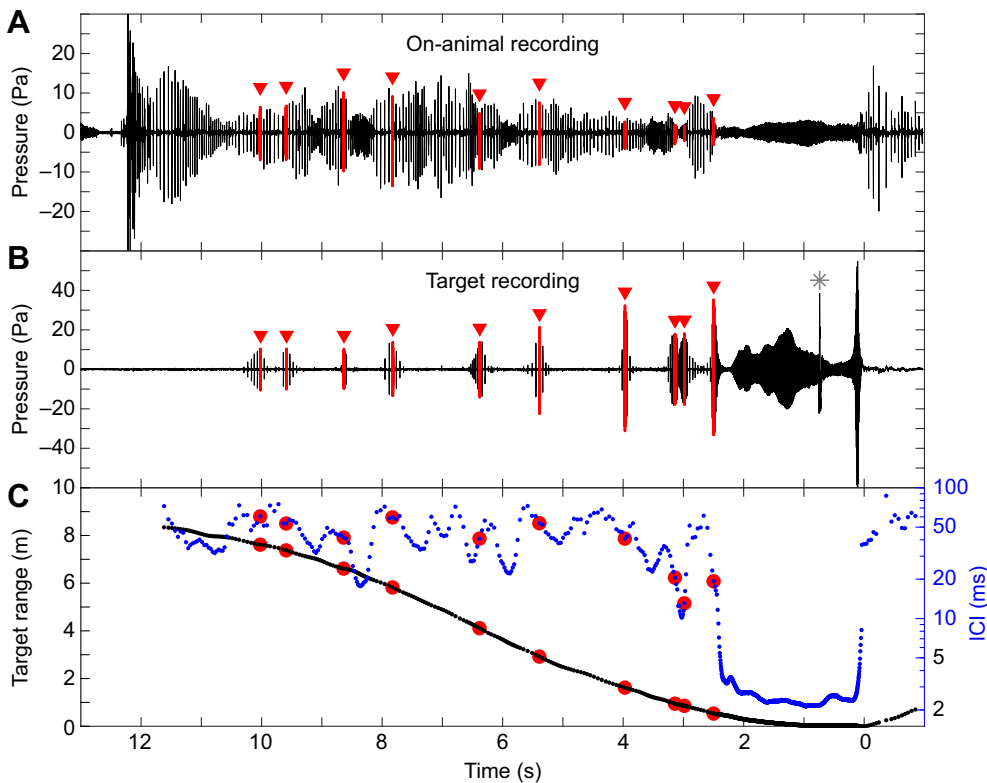 A
On-animal recording
Pressure (Pa)
30
20
10
0
–10
–20
B
Target recording
Pressure (Pa)
40
20
0
–20
–40
C
Target range (m)
10
8
6
4
2
0
100
50
20
10
5
2
ICI (ms)
12 10 8 6 4 2 0
Time (s)